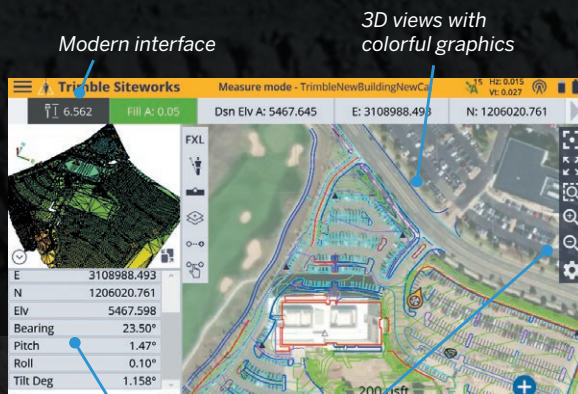 Modern interface
3D views with
colorful graphics
Trimble Siteworks
Measure mode - TrimbleNewBuildingNewCal
15
Hz: 0.015
Vt: 0.027
6.562
Fill A: 0.05
Dsn Elv A: 5467.645
E: 3108988.493
N: 1206020.761
FXL
E 3108988.493
N 1206020.761
Elv 5467.598
Bearing 23.50°
Pitch 1.47°
Roll 0.10°
Tilt Deg 1.158°
200 usft